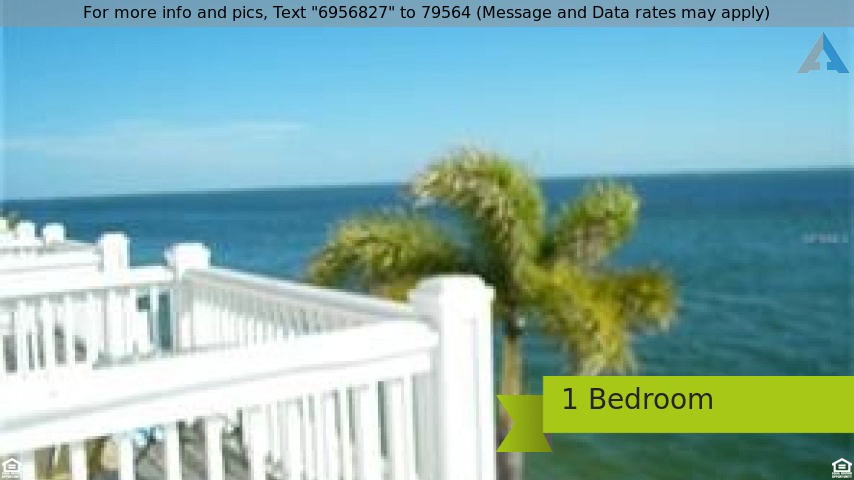 For more info and pics, Text "6956827" to 79564 (Message and Data rates may apply)
1 Bedroom